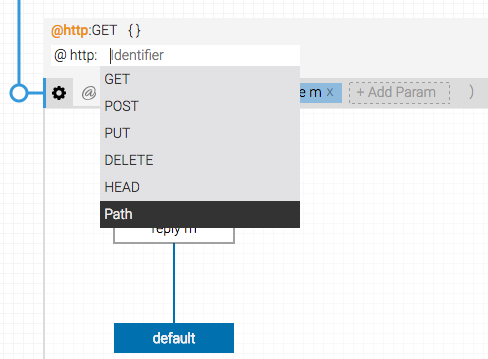 @http:GET {}
@ http: Identifier
GET
@ e m x + Add Param )
POST
PUT
DELETE
HEAD
Path
reply m
default